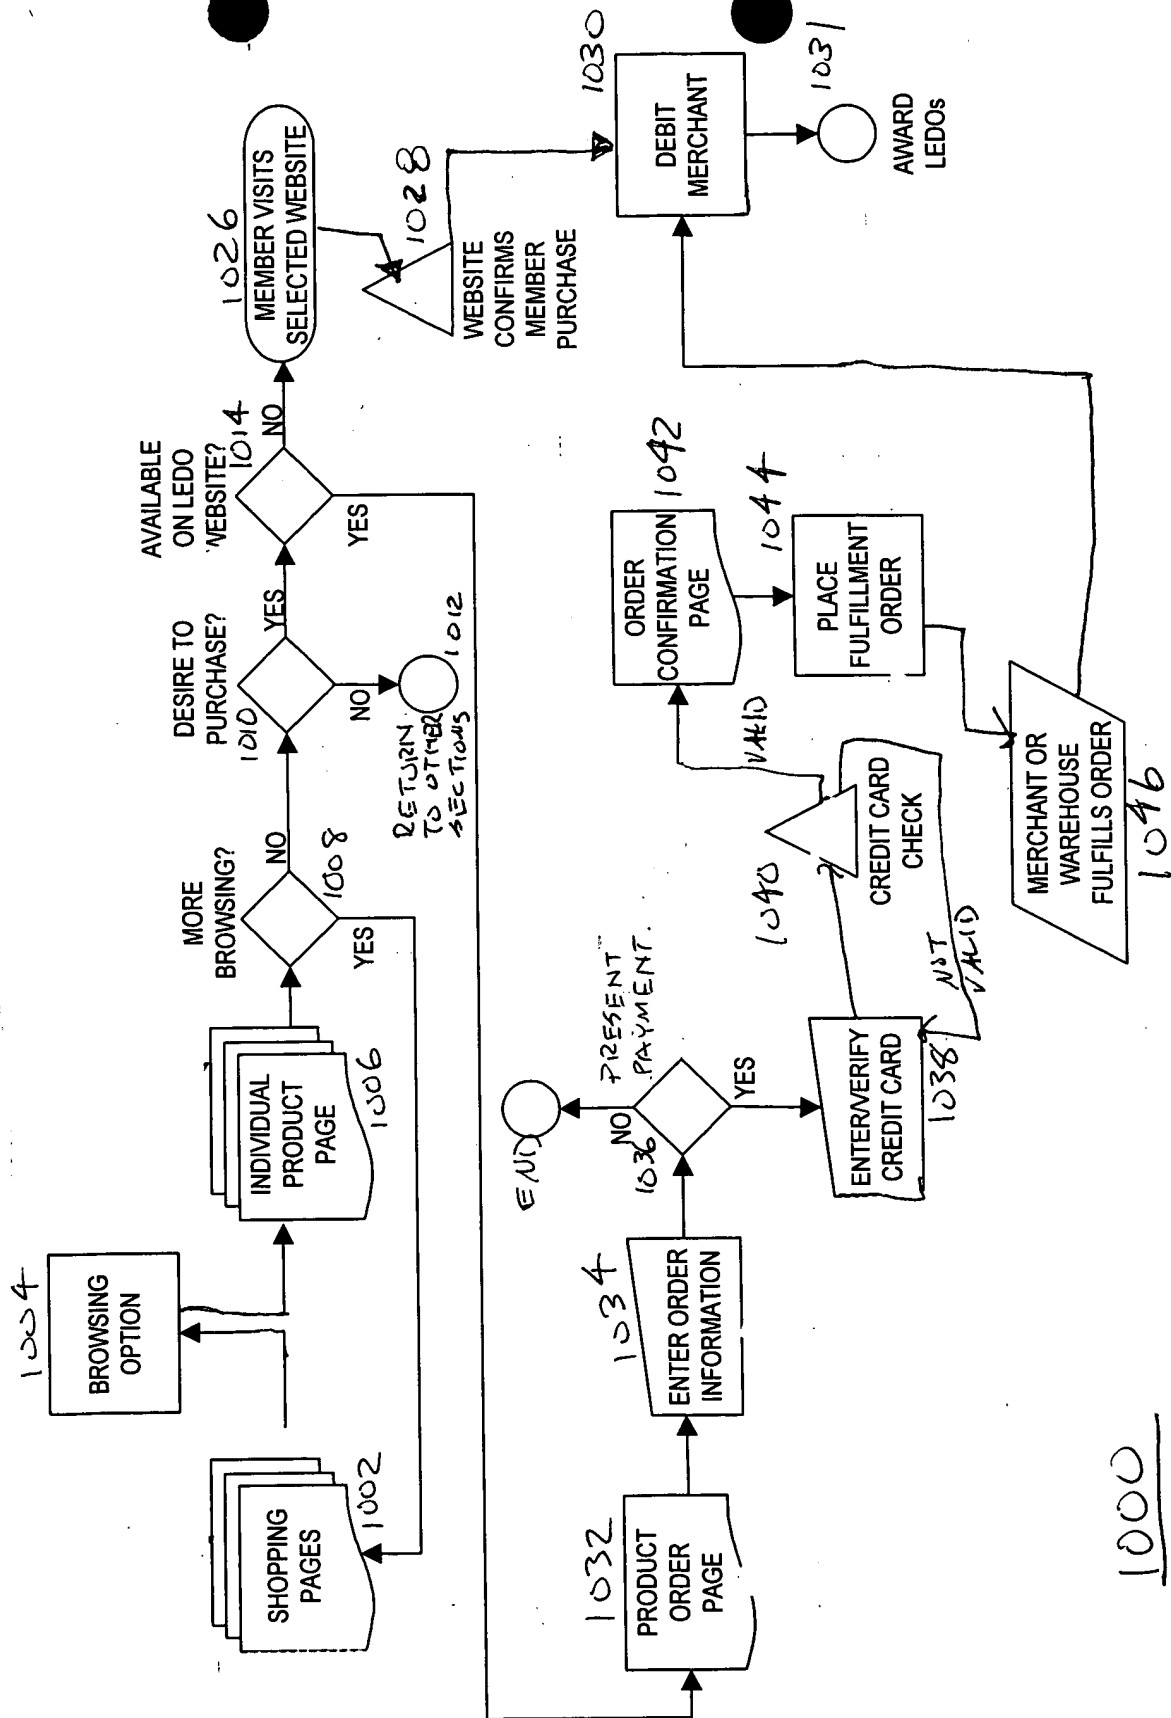 1004
BROWSING
OPTION
SHOPPING
PAGES
1002
INDIVIDUAL
PRODUCT
PAGE
1006
MORE
BROWSING?
NO
1008
YES
DESIRE TO
PURCHASE?
1010
YES
NO
RETURN
TO OTHER
SECTIONS
1012
AVAILABLE
ON LEDO
WEBSITE?
1014
NO
YES
1026
MEMBER VISITS
SELECTED WEBSITE
1028
WEBSITE
CONFIRMS
MEMBER
PURCHASE
1030
DEBIT
MERCHANT
1031
AWARD
LEDOs
1032
PRODUCT
ORDER
PAGE
1034
ENTER ORDER
INFORMATION
END
PRESENT
PAYMENT.
NO
1036
YES
ENTER/VERIFY
CREDIT CARD
1038
1040
CREDIT CARD
CHECK
NOT
VALID
VALID
ORDER
CONFIRMATION
PAGE
1042
1044
PLACE
FULFILLMENT
ORDER
MERCHANT OR
WAREHOUSE
FULFILLS ORDER
1046
1000